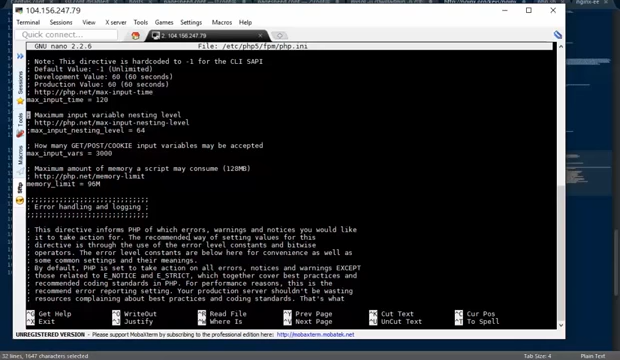 104.156.247.79
Terminal Sessions View X server Tools Games Settings Macros Help
Quick connect...
2: 104.156.247.79
GNU nano 2.2.6 File: /etc/php5/fpm/php.ini
; Note: This directive is hardcoded to -1 for the CLI SAPI
; Default Value: -1 (Unlimited)
; Development Value: 60 (60 seconds)
; Production Value: 60 (60 seconds)
; http://php.net/max-input-time
max_input_time = 120
; Maximum input variable nesting level
; http://php.net/max-input-nesting-level
;max_input_nesting_level = 64
; How many GET/POST/COOKIE input variables may be accepted
max_input_vars = 3000
; Maximum amount of memory a script may consume (128MB)
; http://php.net/memory-limit
memory_limit = 96M
;;;;;;;;;;;;;;;;;;;;;;;;;;;;;;
; Error handling and logging ;
;;;;;;;;;;;;;;;;;;;;;;;;;;;;;;
; This directive informs PHP of which errors, warnings and notices you would like
; it to take action for. The recommended way of setting values for this
; directive is through the use of the error level constants and bitwise
; operators. The error level constants are below here for convenience as well as
; some common settings and their meanings.
; By default, PHP is set to take action on all errors, notices and warnings EXCEPT
; those related to E_NOTICE and E_STRICT, which together cover best practices and
; recommended coding standards in PHP. For performance reasons, this is the
; recommend error reporting setting. Your production server shouldn't be wasting
; resources complaining about best practices and coding standards. That's what
^G Get Help ^O WriteOut ^R Read File ^Y Prev Page ^K Cut Text ^C Cur Pos
^X Exit ^J Justify ^W Where Is ^V Next Page ^U UnCut Text ^T To Spell
UNREGISTERED VERSION - Please support MobaXterm by subscribing to the professional edition here: http://mobaxterm.mobatek.net
Sessions
Tools
Macros
Sftp
32 lines, 1647 characters selected
Tab Size: 4 Plain Text